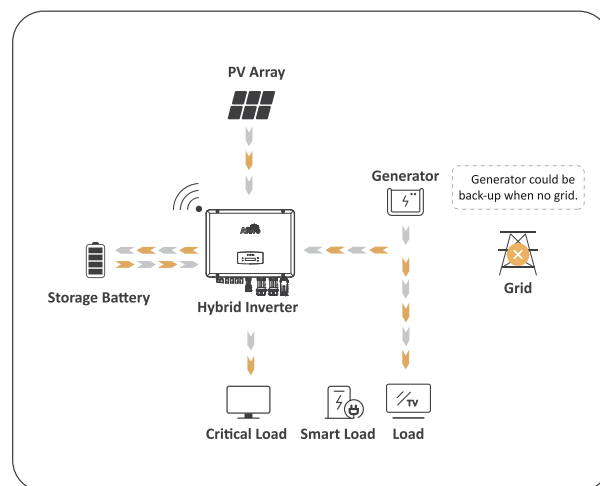 PV Array
Generator
Generator could be
back-up when no grid.
Storage Battery
Hybrid Inverter
Grid
TV
Critical Load
Smart Load
Load